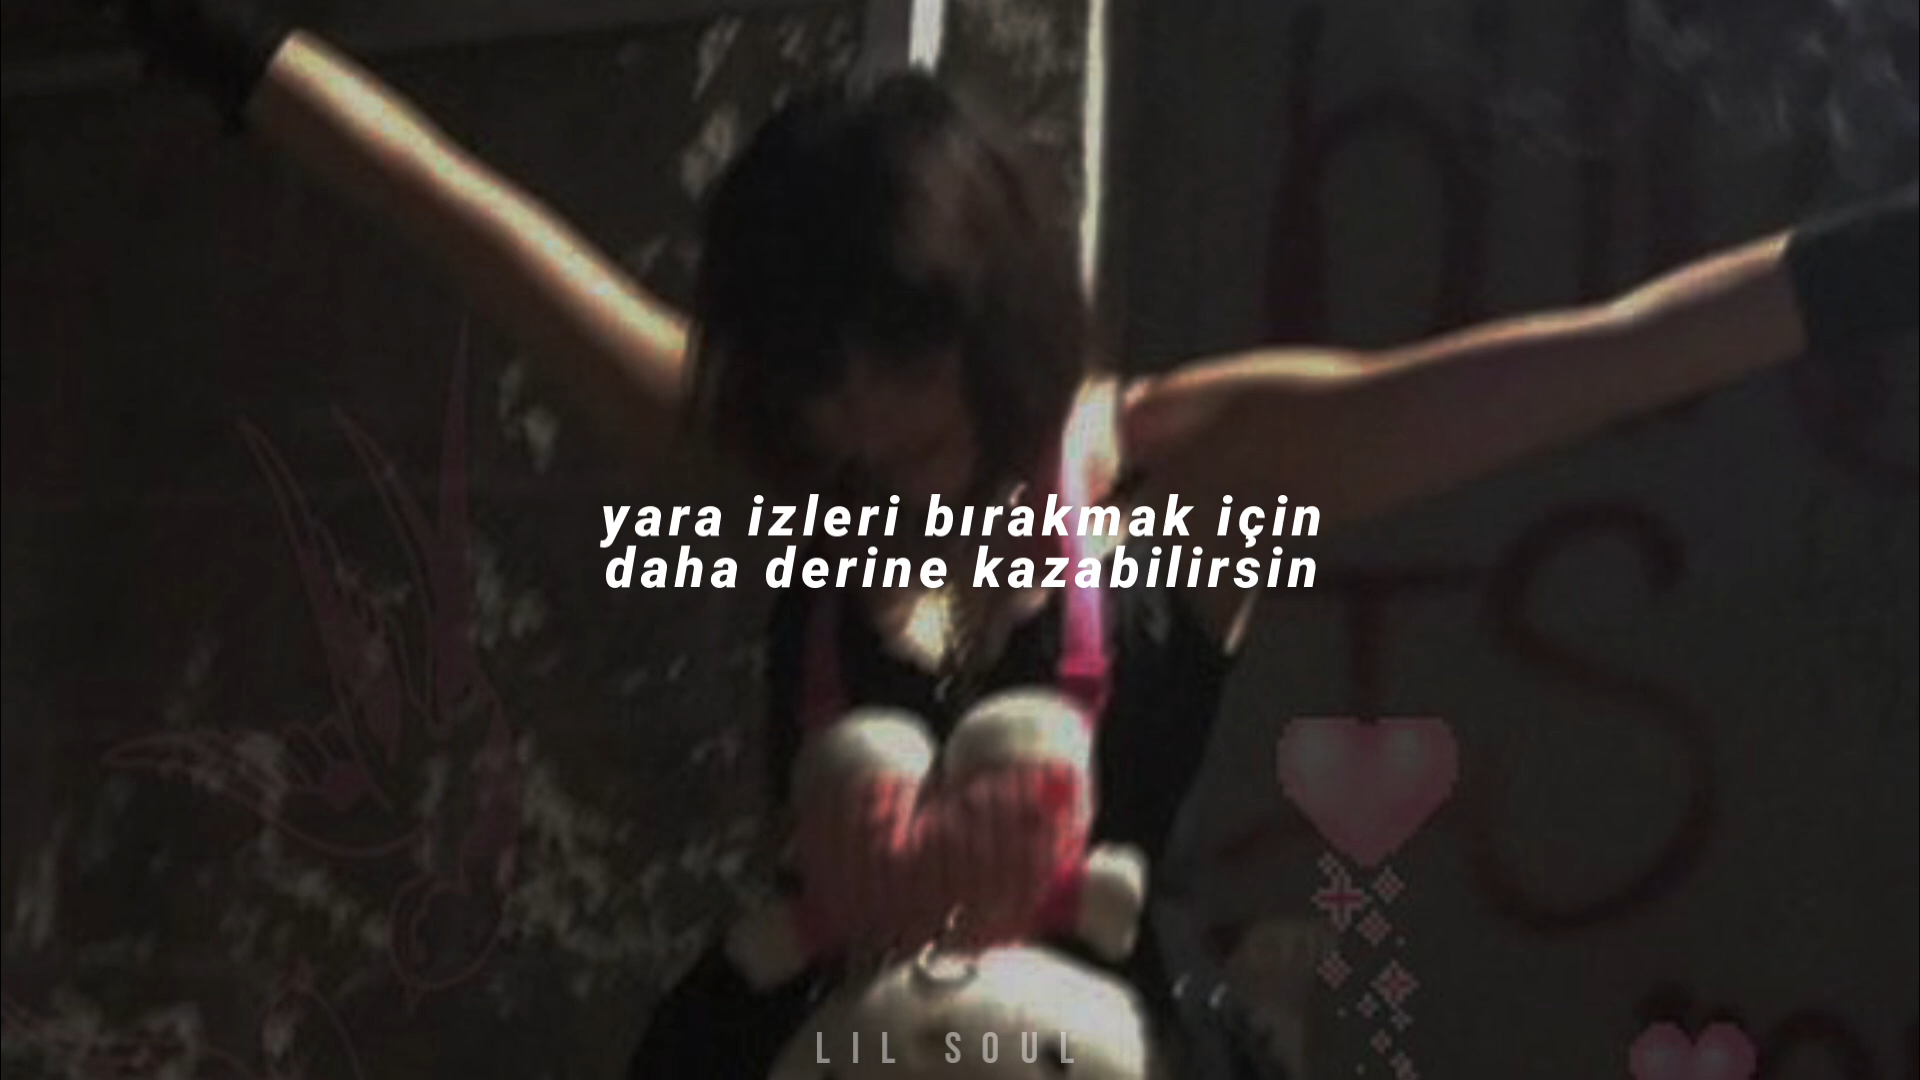 yara izleri bırakmak için
daha derine kazabilirsin
LIL SOUL